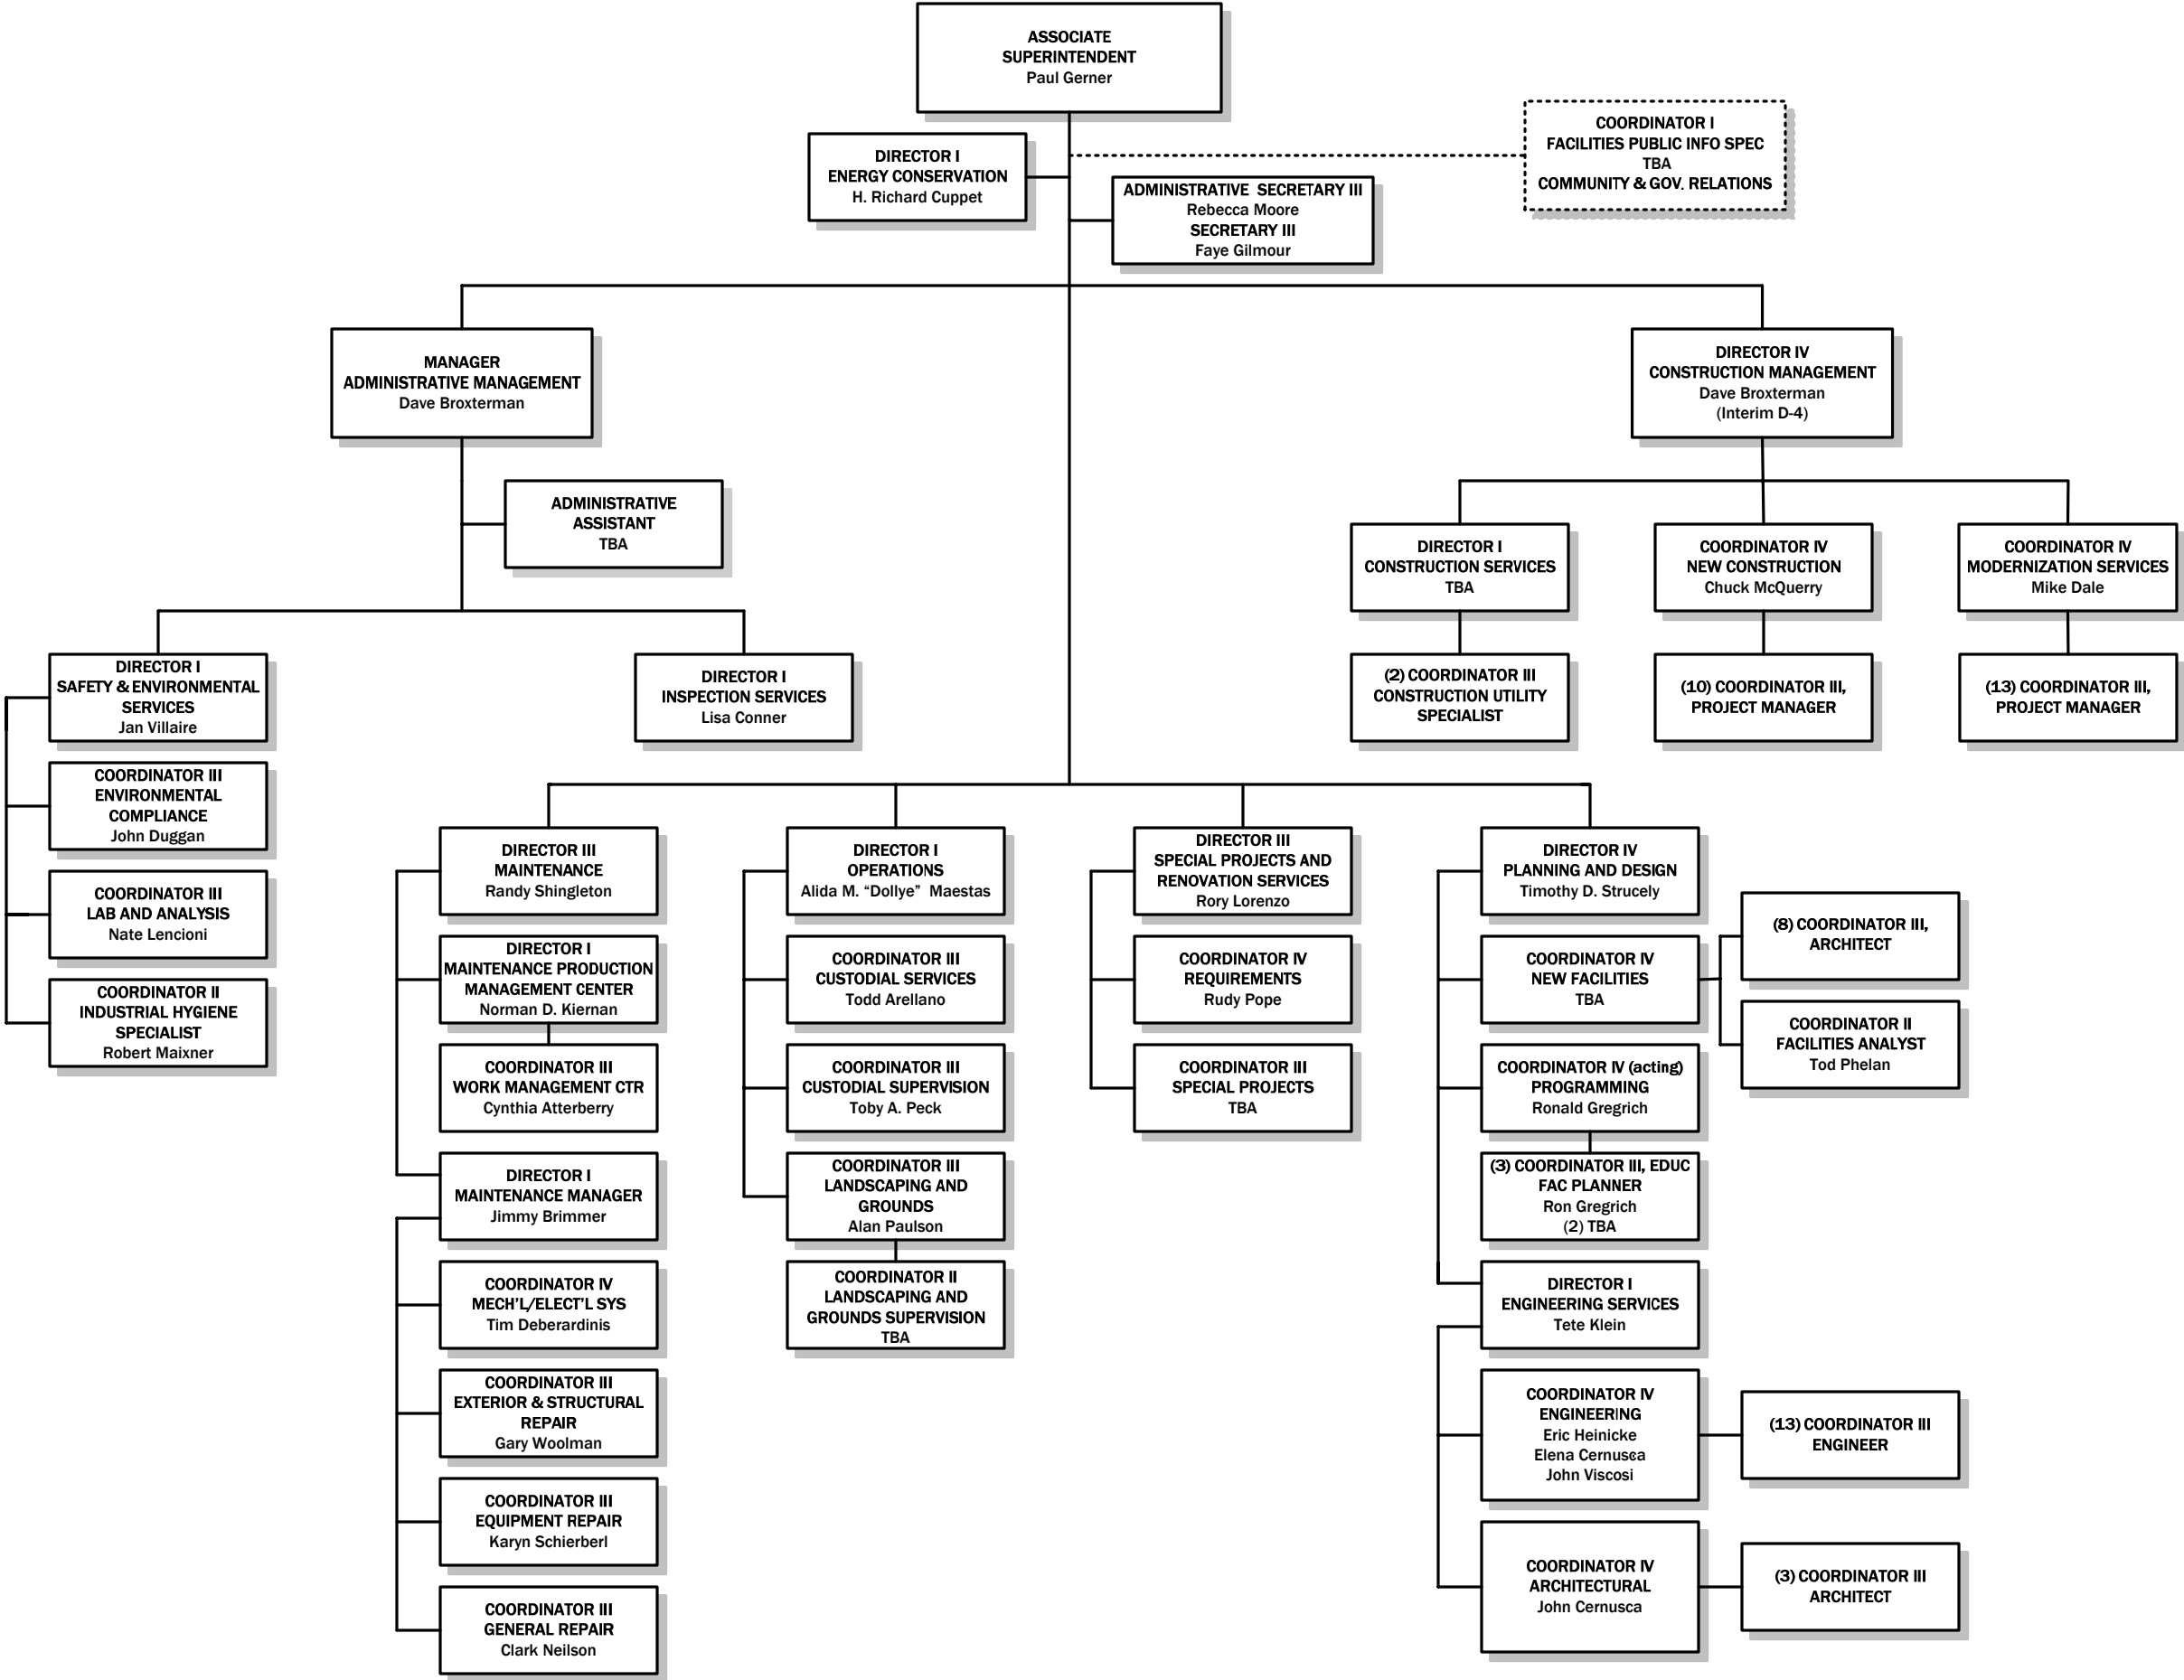 ASSOCIATE
SUPERINTENDENT
Paul Gerner
COORDINATOR I
FACILITIES PUBLIC INFO SPEC
TBA
COMMUNITY & GOV. RELATIONS
DIRECTOR I
ENERGY CONSERVATION
H. Richard Cuppet
ADMINISTRATIVE SECRETARY III
Rebecca Moore
SECRETARY III
Faye Gilmour
MANAGER
ADMINISTRATIVE MANAGEMENT
Dave Broxterman
DIRECTOR IV
CONSTRUCTION MANAGEMENT
Dave Broxterman
(Interim D-4)
ADMINISTRATIVE
ASSISTANT
TBA
DIRECTOR I
CONSTRUCTION SERVICES
TBA
COORDINATOR IV
NEW CONSTRUCTION
Chuck McQuerry
COORDINATOR IV
MODERNIZATION SERVICES
Mike Dale
DIRECTOR I
SAFETY & ENVIRONMENTAL
SERVICES
Jan Villaire
DIRECTOR I
INSPECTION SERVICES
Lisa Conner
(2) COORDINATOR III
CONSTRUCTION UTILITY
SPECIALIST
(10) COORDINATOR III,
PROJECT MANAGER
(13) COORDINATOR III,
PROJECT MANAGER
COORDINATOR III
ENVIRONMENTAL
COMPLIANCE
John Duggan
COORDINATOR III
LAB AND ANALYSIS
Nate Lencioni
COORDINATOR II
INDUSTRIAL HYGIENE
SPECIALIST
Robert Maixner
DIRECTOR III
MAINTENANCE
Randy Shingleton
DIRECTOR I
MAINTENANCE PRODUCTION
MANAGEMENT CENTER
Norman D. Kiernan
COORDINATOR III
WORK MANAGEMENT CTR
Cynthia Atterberry
DIRECTOR I
MAINTENANCE MANAGER
Jimmy Brimmer
COORDINATOR IV
MECH’L/ELECT’L SYS
Tim Deberardinis
COORDINATOR III
EXTERIOR & STRUCTURAL
REPAIR
Gary Woolman
COORDINATOR III
EQUIPMENT REPAIR
Karyn Schierberl
COORDINATOR III
GENERAL REPAIR
Clark Neilson
DIRECTOR I
OPERATIONS
Alida M. “Dollye” Maestas
COORDINATOR III
CUSTODIAL SERVICES
Todd Arellano
COORDINATOR III
CUSTODIAL SUPERVISION
Toby A. Peck
COORDINATOR III
LANDSCAPING AND
GROUNDS
Alan Paulson
COORDINATOR II
LANDSCAPING AND
GROUNDS SUPERVISION
TBA
DIRECTOR III
SPECIAL PROJECTS AND
RENOVATION SERVICES
Rory Lorenzo
COORDINATOR IV
REQUIREMENTS
Rudy Pope
COORDINATOR III
SPECIAL PROJECTS
TBA
DIRECTOR IV
PLANNING AND DESIGN
Timothy D. Strucely
COORDINATOR IV
NEW FACILITIES
TBA
(8) COORDINATOR III,
ARCHITECT
COORDINATOR II
FACILITIES ANALYST
Tod Phelan
COORDINATOR IV (acting)
PROGRAMMING
Ronald Gregrich
(3) COORDINATOR III, EDUC
FAC PLANNER
Ron Gregrich
(2) TBA
DIRECTOR I
ENGINEERING SERVICES
Tete Klein
COORDINATOR IV
ENGINEERING
Eric Heinicke
Elena Cernusca
John Viscosi
(13) COORDINATOR III
ENGINEER
COORDINATOR IV
ARCHITECTURAL
John Cernusca
(3) COORDINATOR III
ARCHITECT